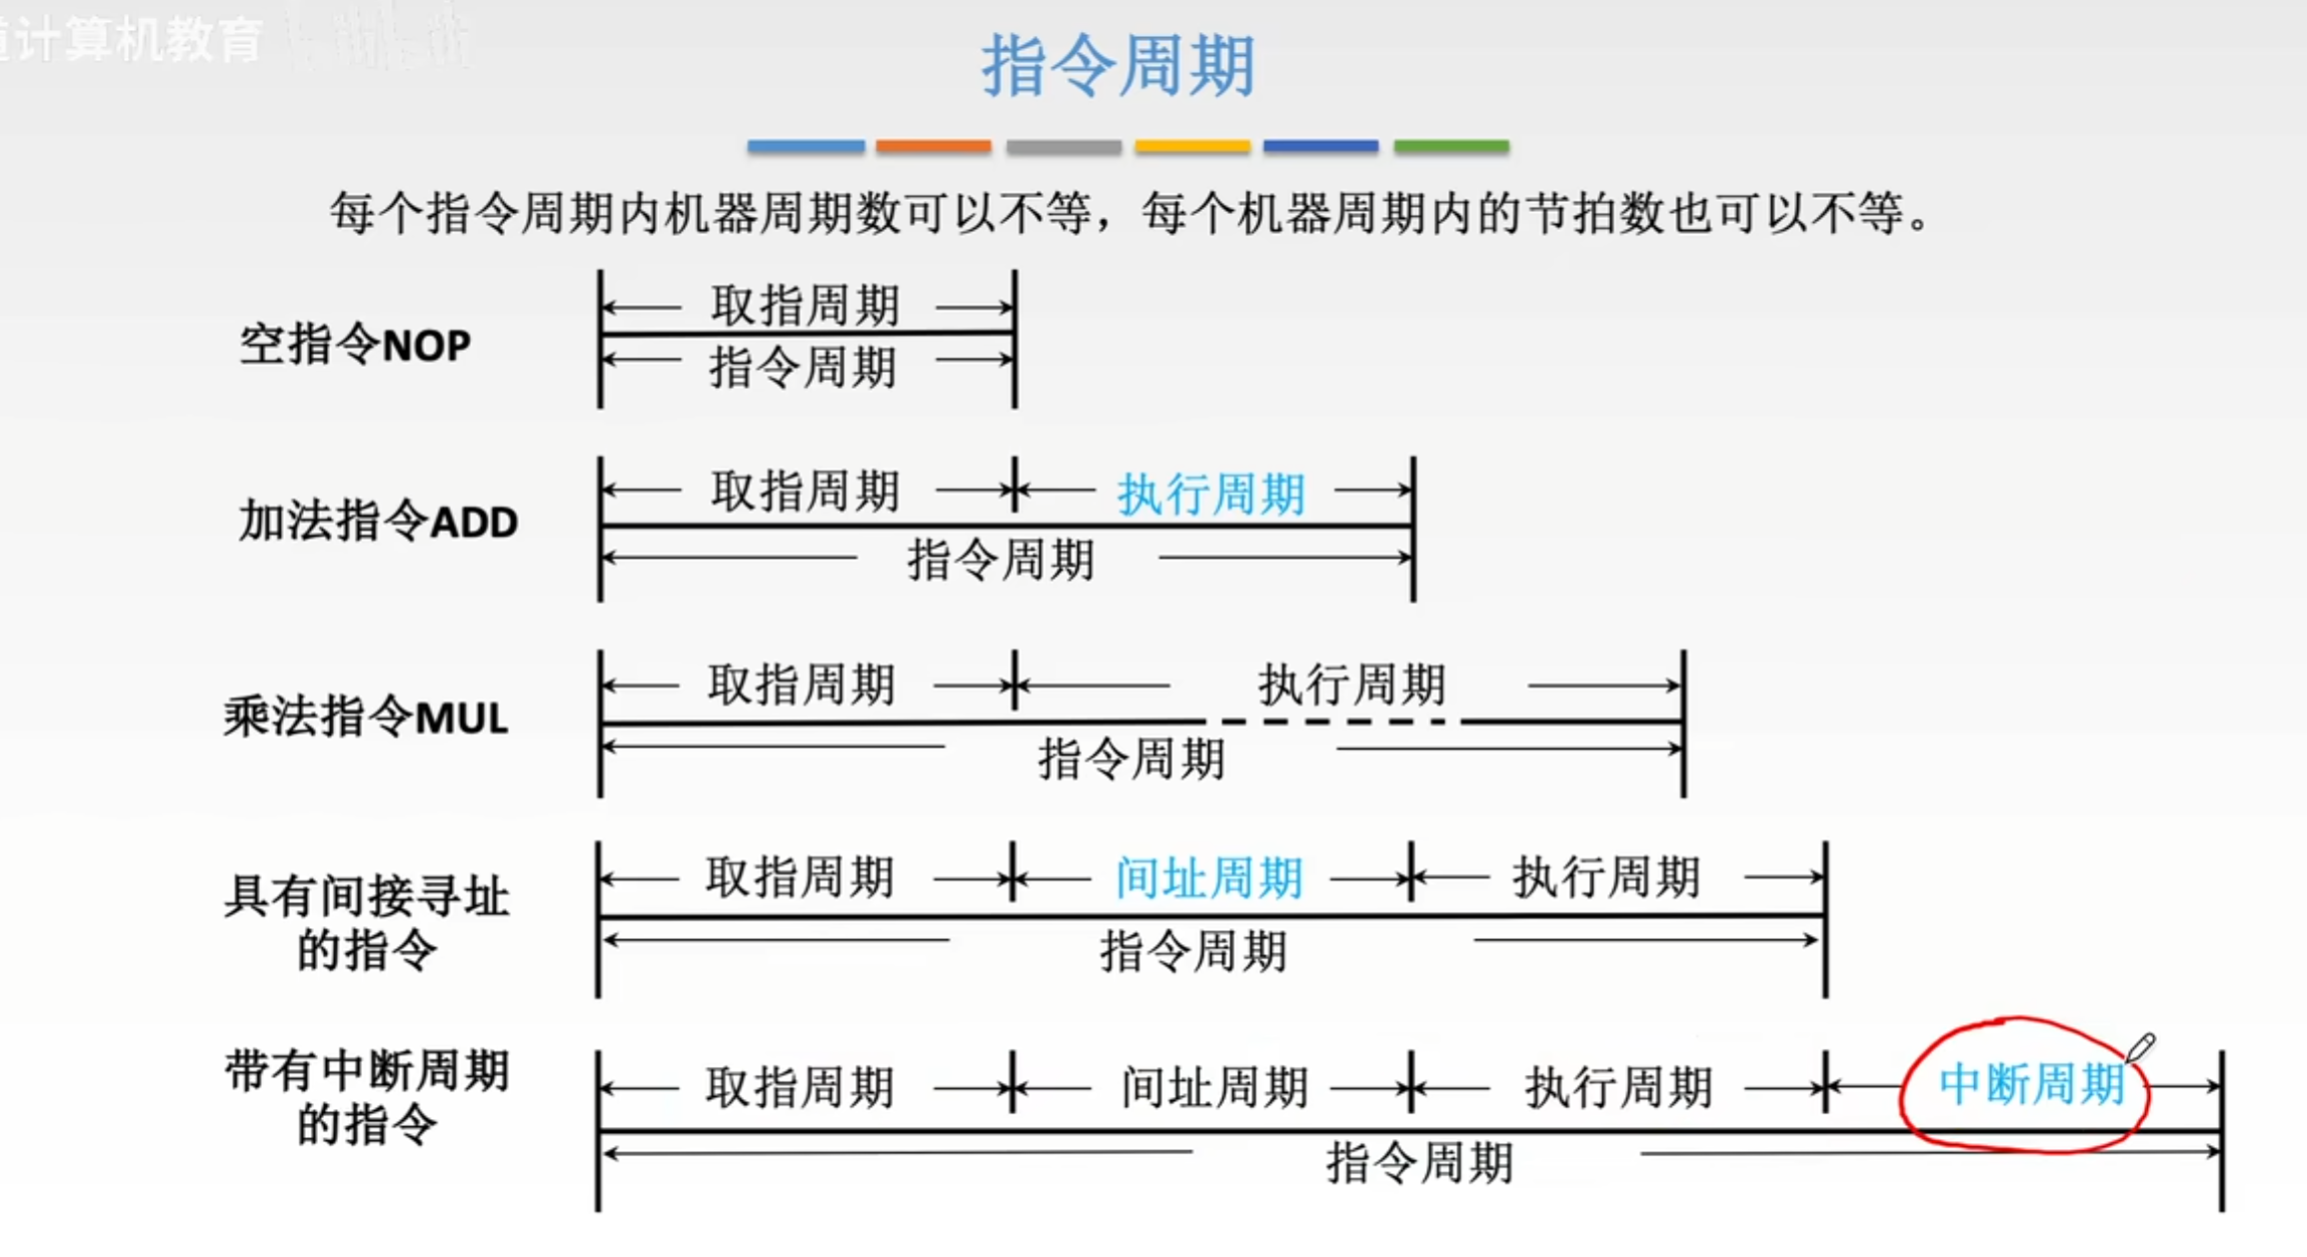 道计算机教育
指令周期
每个指令周期内机器周期数可以不等，每个机器周期内的节拍数也可以不等。
空指令NOP
取指周期
指令周期
加法指令ADD
取指周期 执行周期
指令周期
乘法指令MUL
取指周期 执行周期
指令周期
具有间接寻址
的指令
取指周期 间址周期 执行周期
指令周期
带有中断周期
的指令
取指周期 间址周期 执行周期 中断周期
指令周期